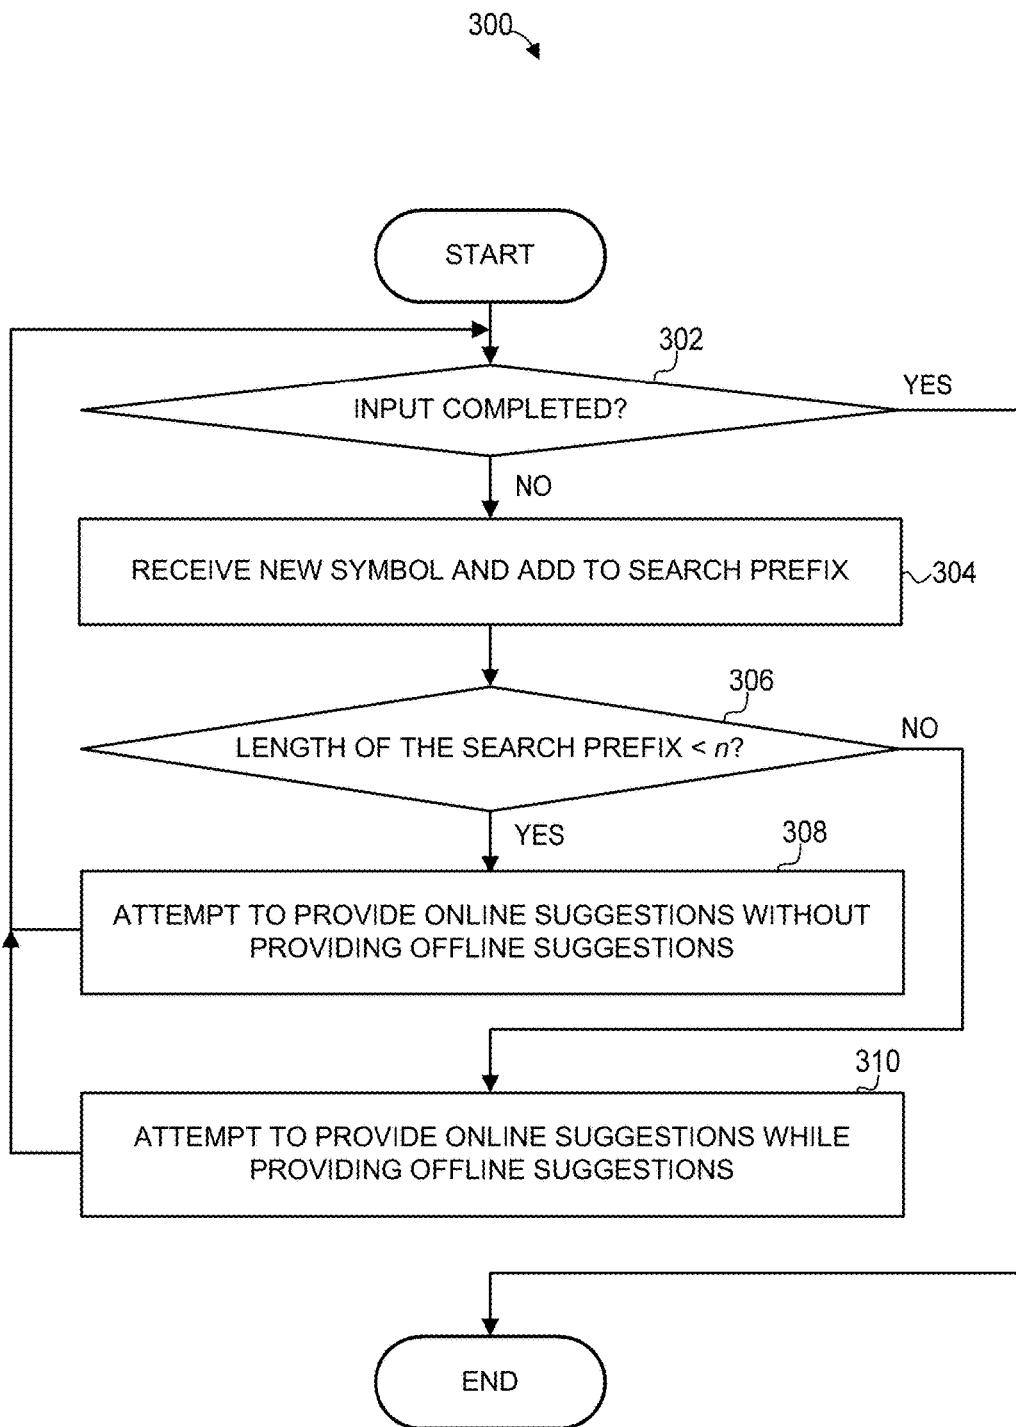 300
START
302
INPUT COMPLETED?
YES
NO
RECEIVE NEW SYMBOL AND ADD TO SEARCH PREFIX
304
306
LENGTH OF THE SEARCH PREFIX < n?
NO
YES
308
ATTEMPT TO PROVIDE ONLINE SUGGESTIONS WITHOUT
PROVIDING OFFLINE SUGGESTIONS
310
ATTEMPT TO PROVIDE ONLINE SUGGESTIONS WHILE
PROVIDING OFFLINE SUGGESTIONS
END